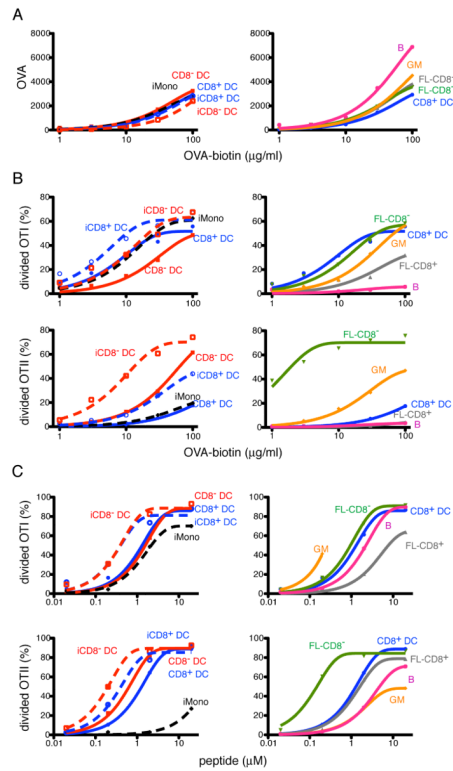 A
OVA
8000
6000
4000
2000
0
1
10
100
CD8- DC
iMono
CD8+ DC
iCD8+ DC
iCD8- DC
8000
6000
4000
2000
0
1
10
100
B
GM
FL-CD8-
FL-CD8-
CD8+ DC
OVA-biotin (µg/ml)
OVA-biotin (µg/ml)
B
divided OTI (%)
80
60
40
20
0
1
10
100
iCD8- DC
iCD8+ DC
iMono
CD8+ DC
CD8- DC
80
60
40
20
0
1
10
100
FL-CD8-
CD8+ DC
GM
FL-CD8+
B
divided OTII (%)
100
80
60
40
20
0
1
10
100
iCD8- DC
CD8- DC
iCD8+ DC
iMono
CD8+ DC
100
80
60
40
20
0
1
10
100
FL-CD8-
GM
CD8+ DC
FL-CD8+
B
OVA-biotin (µg/ml)
C
divided OTI (%)
100
80
60
40
20
0
0.01
0.1
1
10
iCD8- DC
CD8- DC
CD8+ DC
iCD8+ DC
iMono
100
80
60
40
20
0
0.01
0.1
1
10
GM
FL-CD8-
B
CD8+ DC
FL-CD8+
divided OTII (%)
100
80
60
40
20
0
0.01
0.1
1
10
iCD8+ DC
iCD8- DC
CD8- DC
CD8+ DC
iMono
100
80
60
40
20
0
0.01
0.1
1
10
FL-CD8-
CD8+ DC
FL-CD8+
B
GM
peptide (µM)